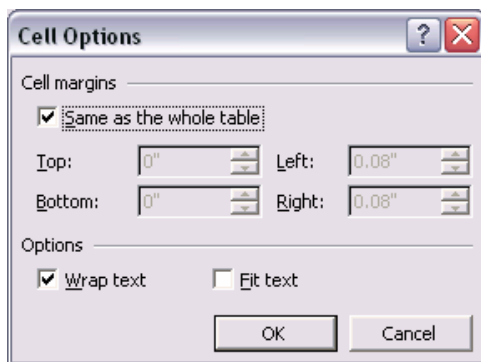 Cell Options
Cell margins
Same as the whole table
Top: 0" Left: 0.08"
Bottom: 0" Right: 0.08"
Options
Wrap text Fit text
OK Cancel